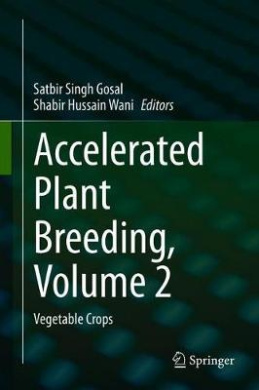 Satbir Singh Gosal
Shabir Hussain Wani Editors
Accelerated
Plant
Breeding,
Volume 2
Vegetable Crops
Springer